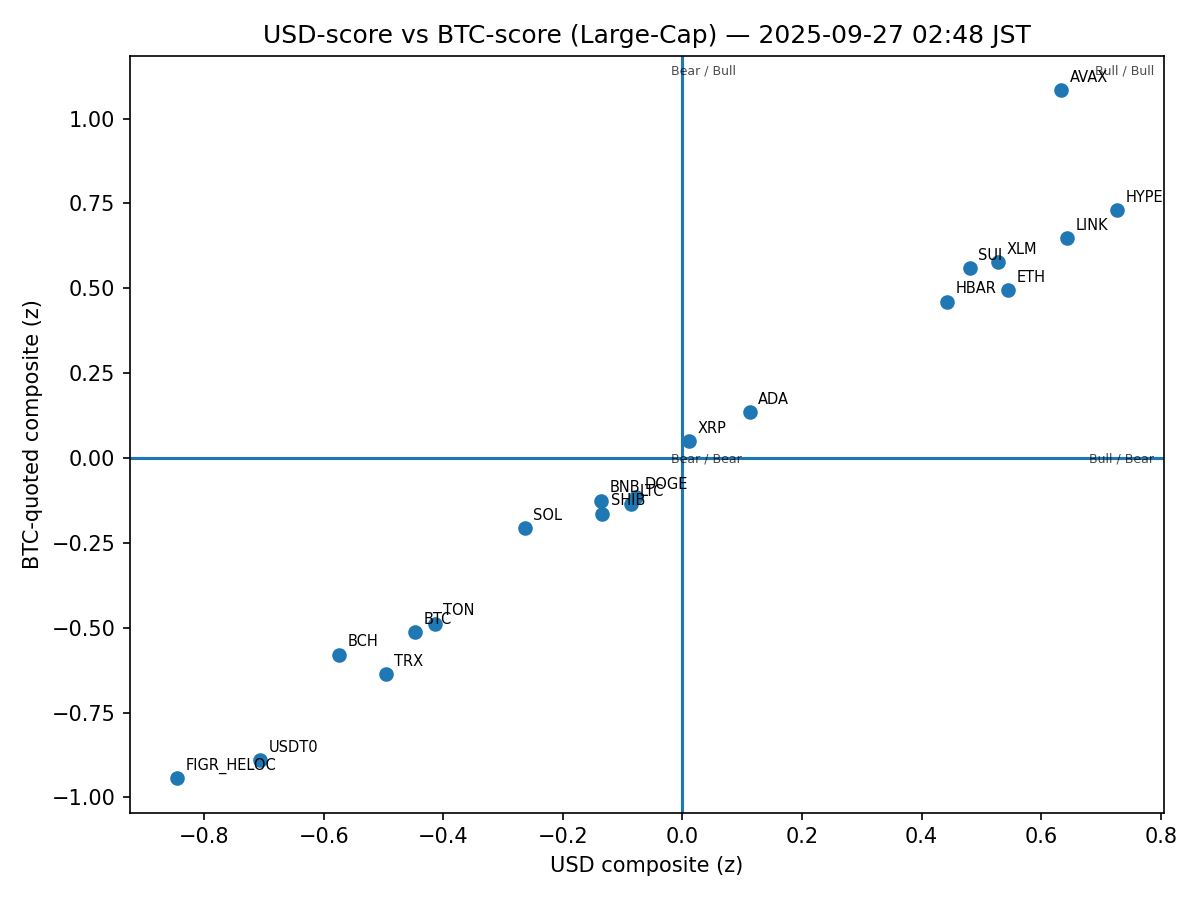 USD-score vs BTC-score (Large-Cap) — 2025-09-27 02:48 JST
Bear / Bull
Bull / Bull
AVAX
1.00
HYPE
0.75
LINK
XLM
SUI
ETH
HBAR
0.50
0.25
ADA
XRP
0.00
Bear / Bear
Bull / Bear
DOGE
BNB
LTC
SHIB
SOL
−0.25
−0.50
TON
BTC
BCH
TRX
−0.75
USDT0
FIGR_HELOC
−1.00
BTC-quoted composite (z)
−0.8
−0.6
−0.4
−0.2
0.0
0.2
0.4
0.6
0.8
USD composite (z)